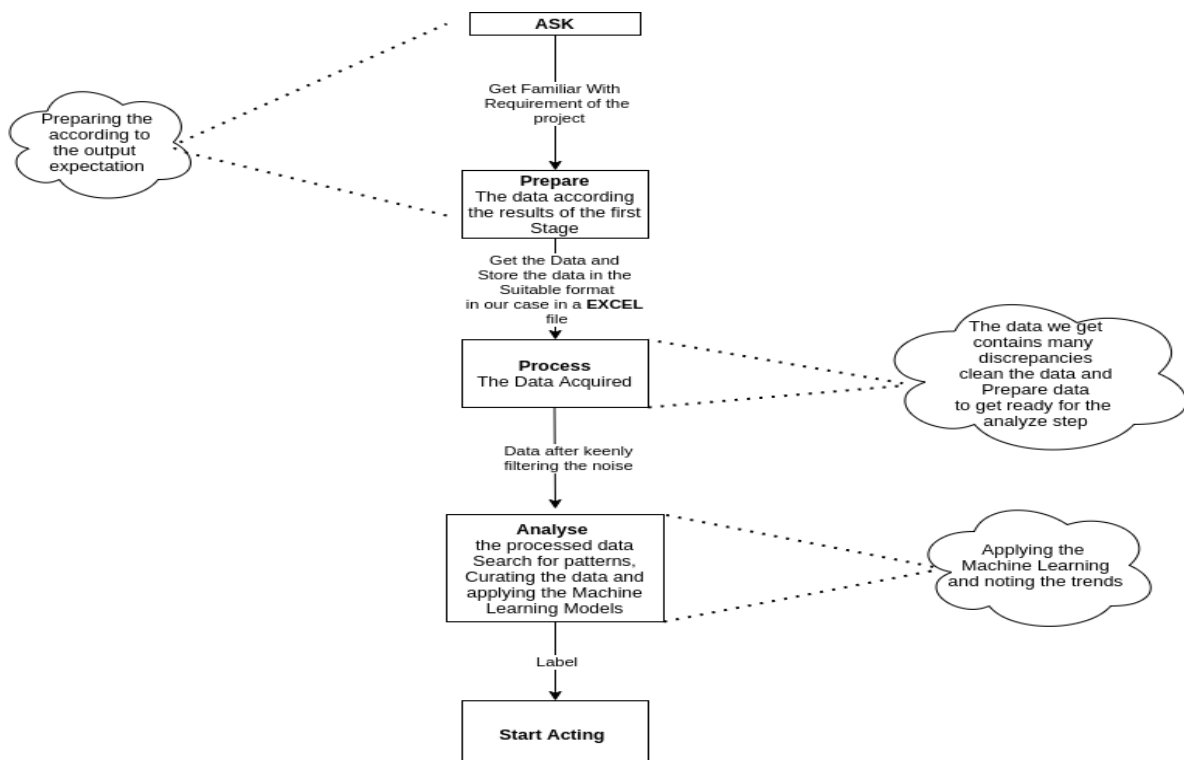 ASK
Get Familiar With
Requirement of the
project
Preparing the
according to
the output
expectation
Prepare
The data according
the results of the first
Stage
Get the Data and
Store the data in the
Suitable format
in our case in a EXCEL
file
Process
The Data Acquired
The data we get
contains many
discrepancies
clean the data and
Prepare data
to get ready for the
analyze step
Data after keenly
filtering the noise
Analyse
the processed data
Search for patterns,
Curating the data and
applying the Machine
Learning Models
Applying the
Machine Learning
and noting the trends
Label
Start Acting